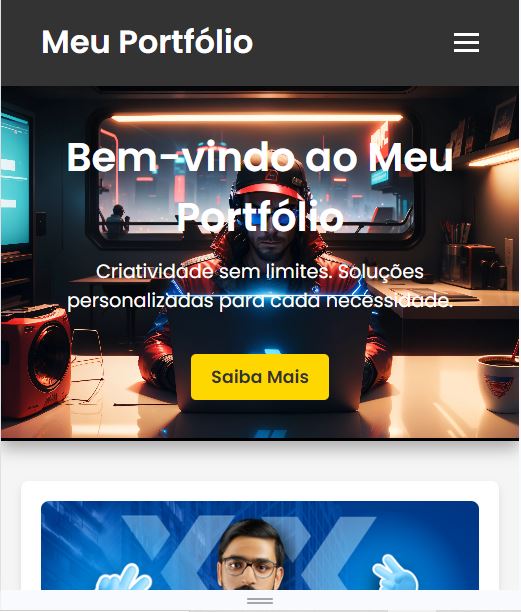 Meu Portfólio
Bem-vindo ao Meu
Portfólio
Criatividade sem limites. Soluções
personalizadas para cada necessidade.
Saiba Mais